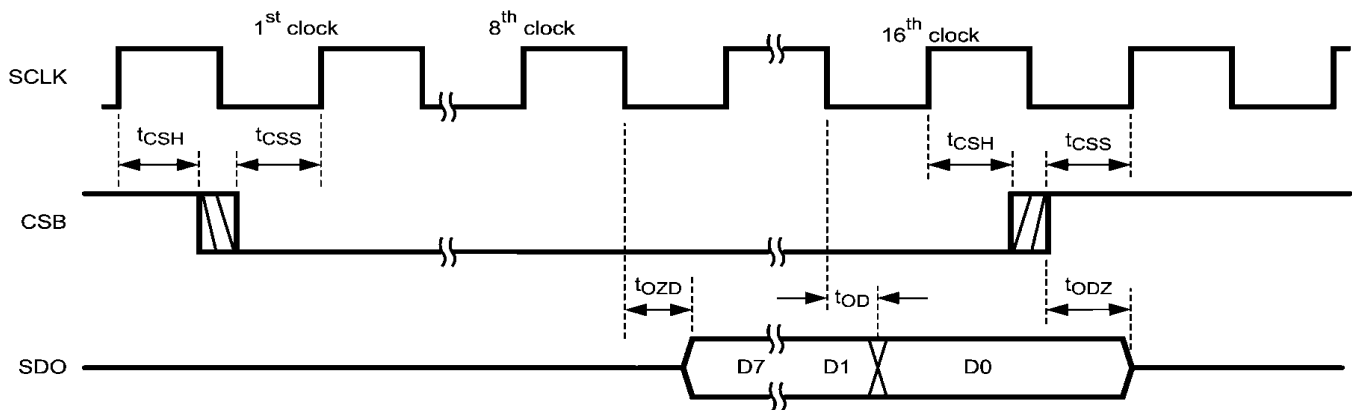 1st clock 8th clock 16th clock
SCLK
tCSH tCSS tCSH tCSS
CSB
tOZD tOD tODZ
SDO D7 D1 D0